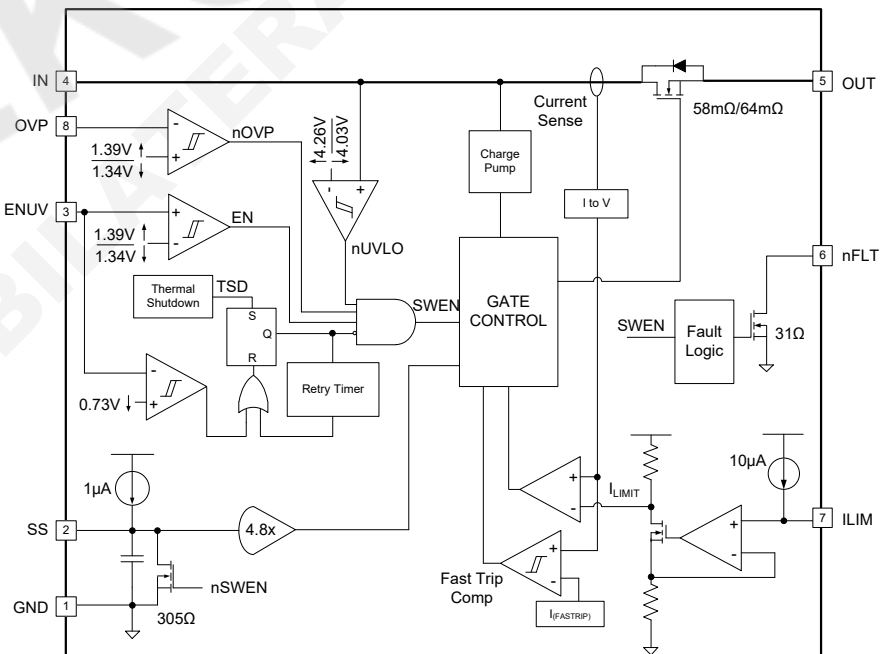 IN 4
5 OUT
OVP 8
nOVP
1.39V
1.34V
4.26V
4.03V
Current
Sense
58mΩ/64mΩ
Charge
Pump
I to V
ENUV 3
EN
1.39V
1.34V
nUVLO
6 nFLT
Thermal
Shutdown
TSD
S
Q
R
SWEN
GATE
CONTROL
SWEN
Fault
Logic
31Ω
Retry Timer
0.73V
1µA
10µA
ILIMIT
SS 2
4.8x
7 ILIM
Fast Trip
Comp
I(FASTRIP)
nSWEN
GND 1
305Ω
+
-
+
-
+
-
+
-
+
-
+
-
+
-
BILATERA